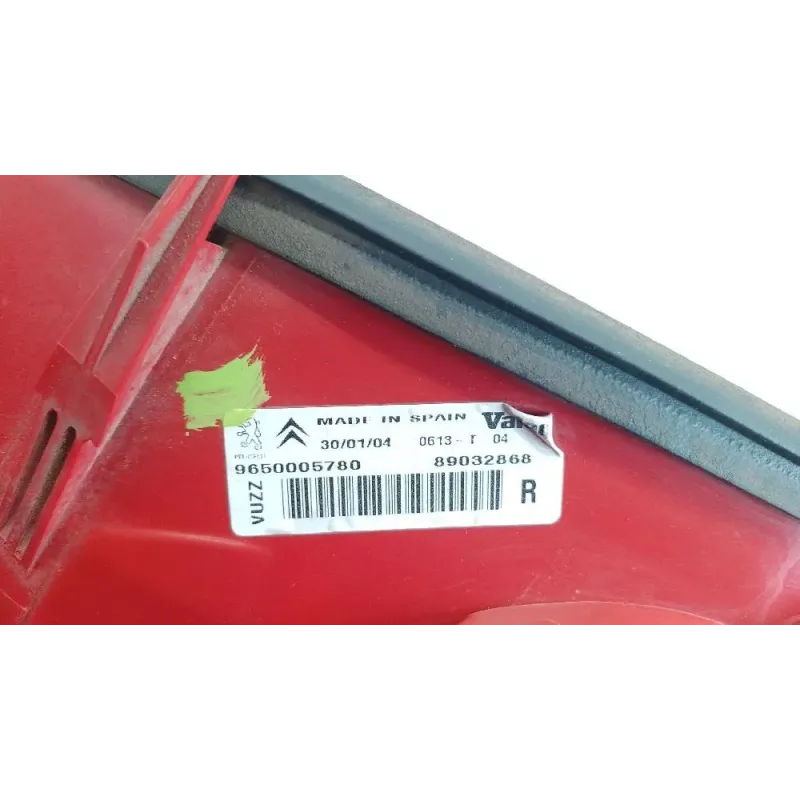 MADE IN SPAIN
30/01/04 0613-T 04
9650005780 89032868
VUZZ
R